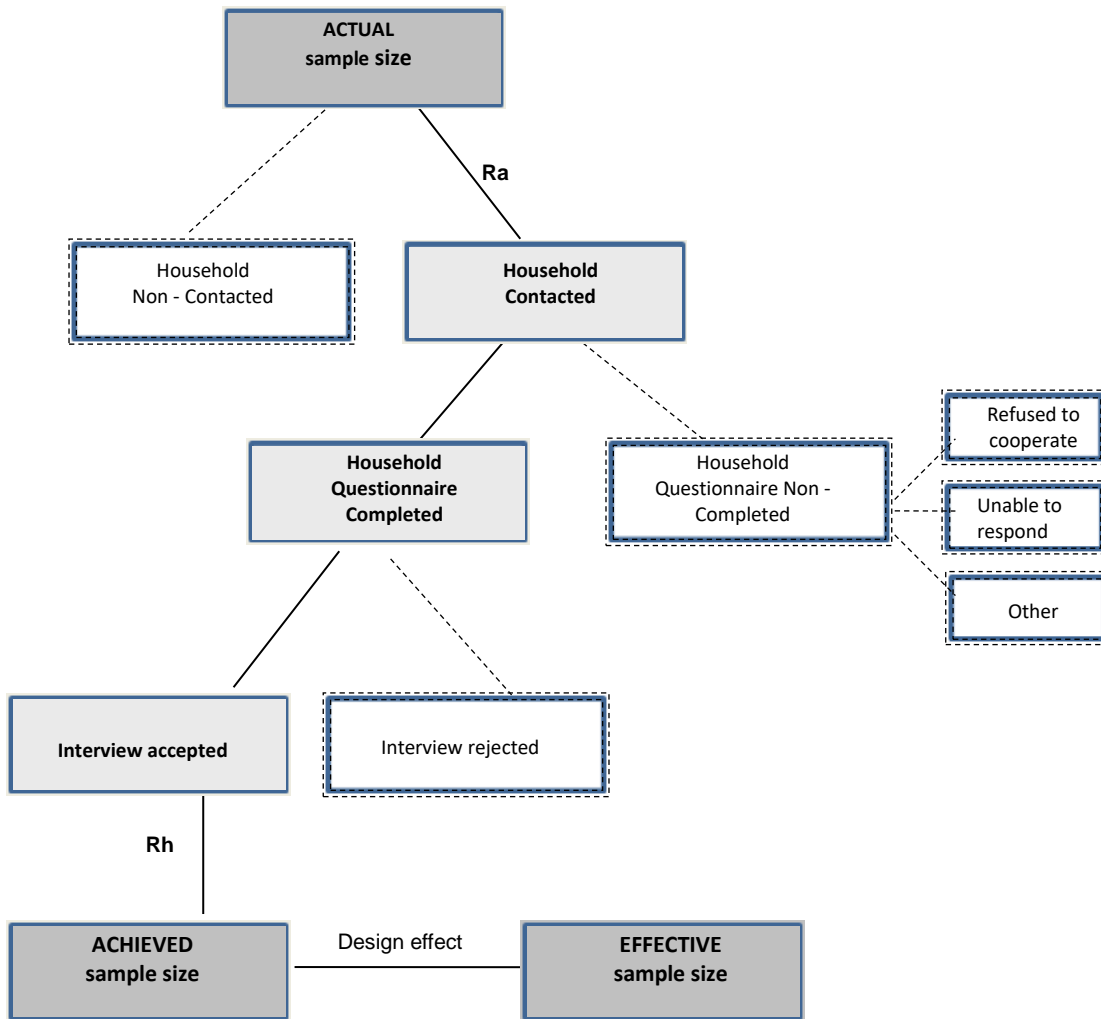 ACTUAL
sample size
Ra
Household
Non - Contacted
Household
Contacted
Household
Questionnaire
Completed
Household
Questionnaire Non -
Completed
Refused to
cooperate
Unable to
respond
Other
Interview accepted
Interview rejected
Rh
ACHIEVED
sample size
Design effect
EFFECTIVE
sample size